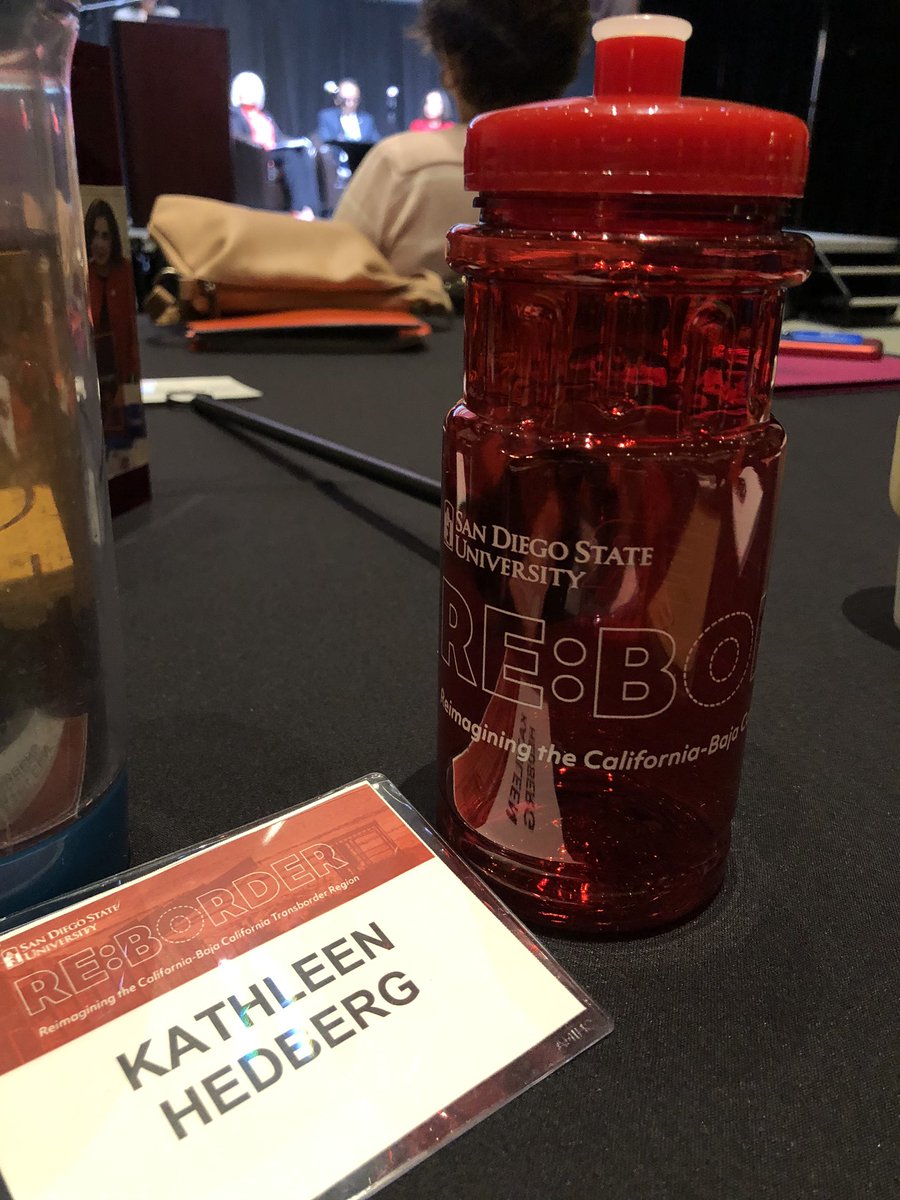 SAN DIEGO STATE
UNIVERSITY
RE:BO
Reimagining the California-Baja C
SAN DIEGO STATE
UNIVERSITY
RE:BORDER
Reimagining the California-Baja California Transborder Region
KATHLEEN
HEDBERG